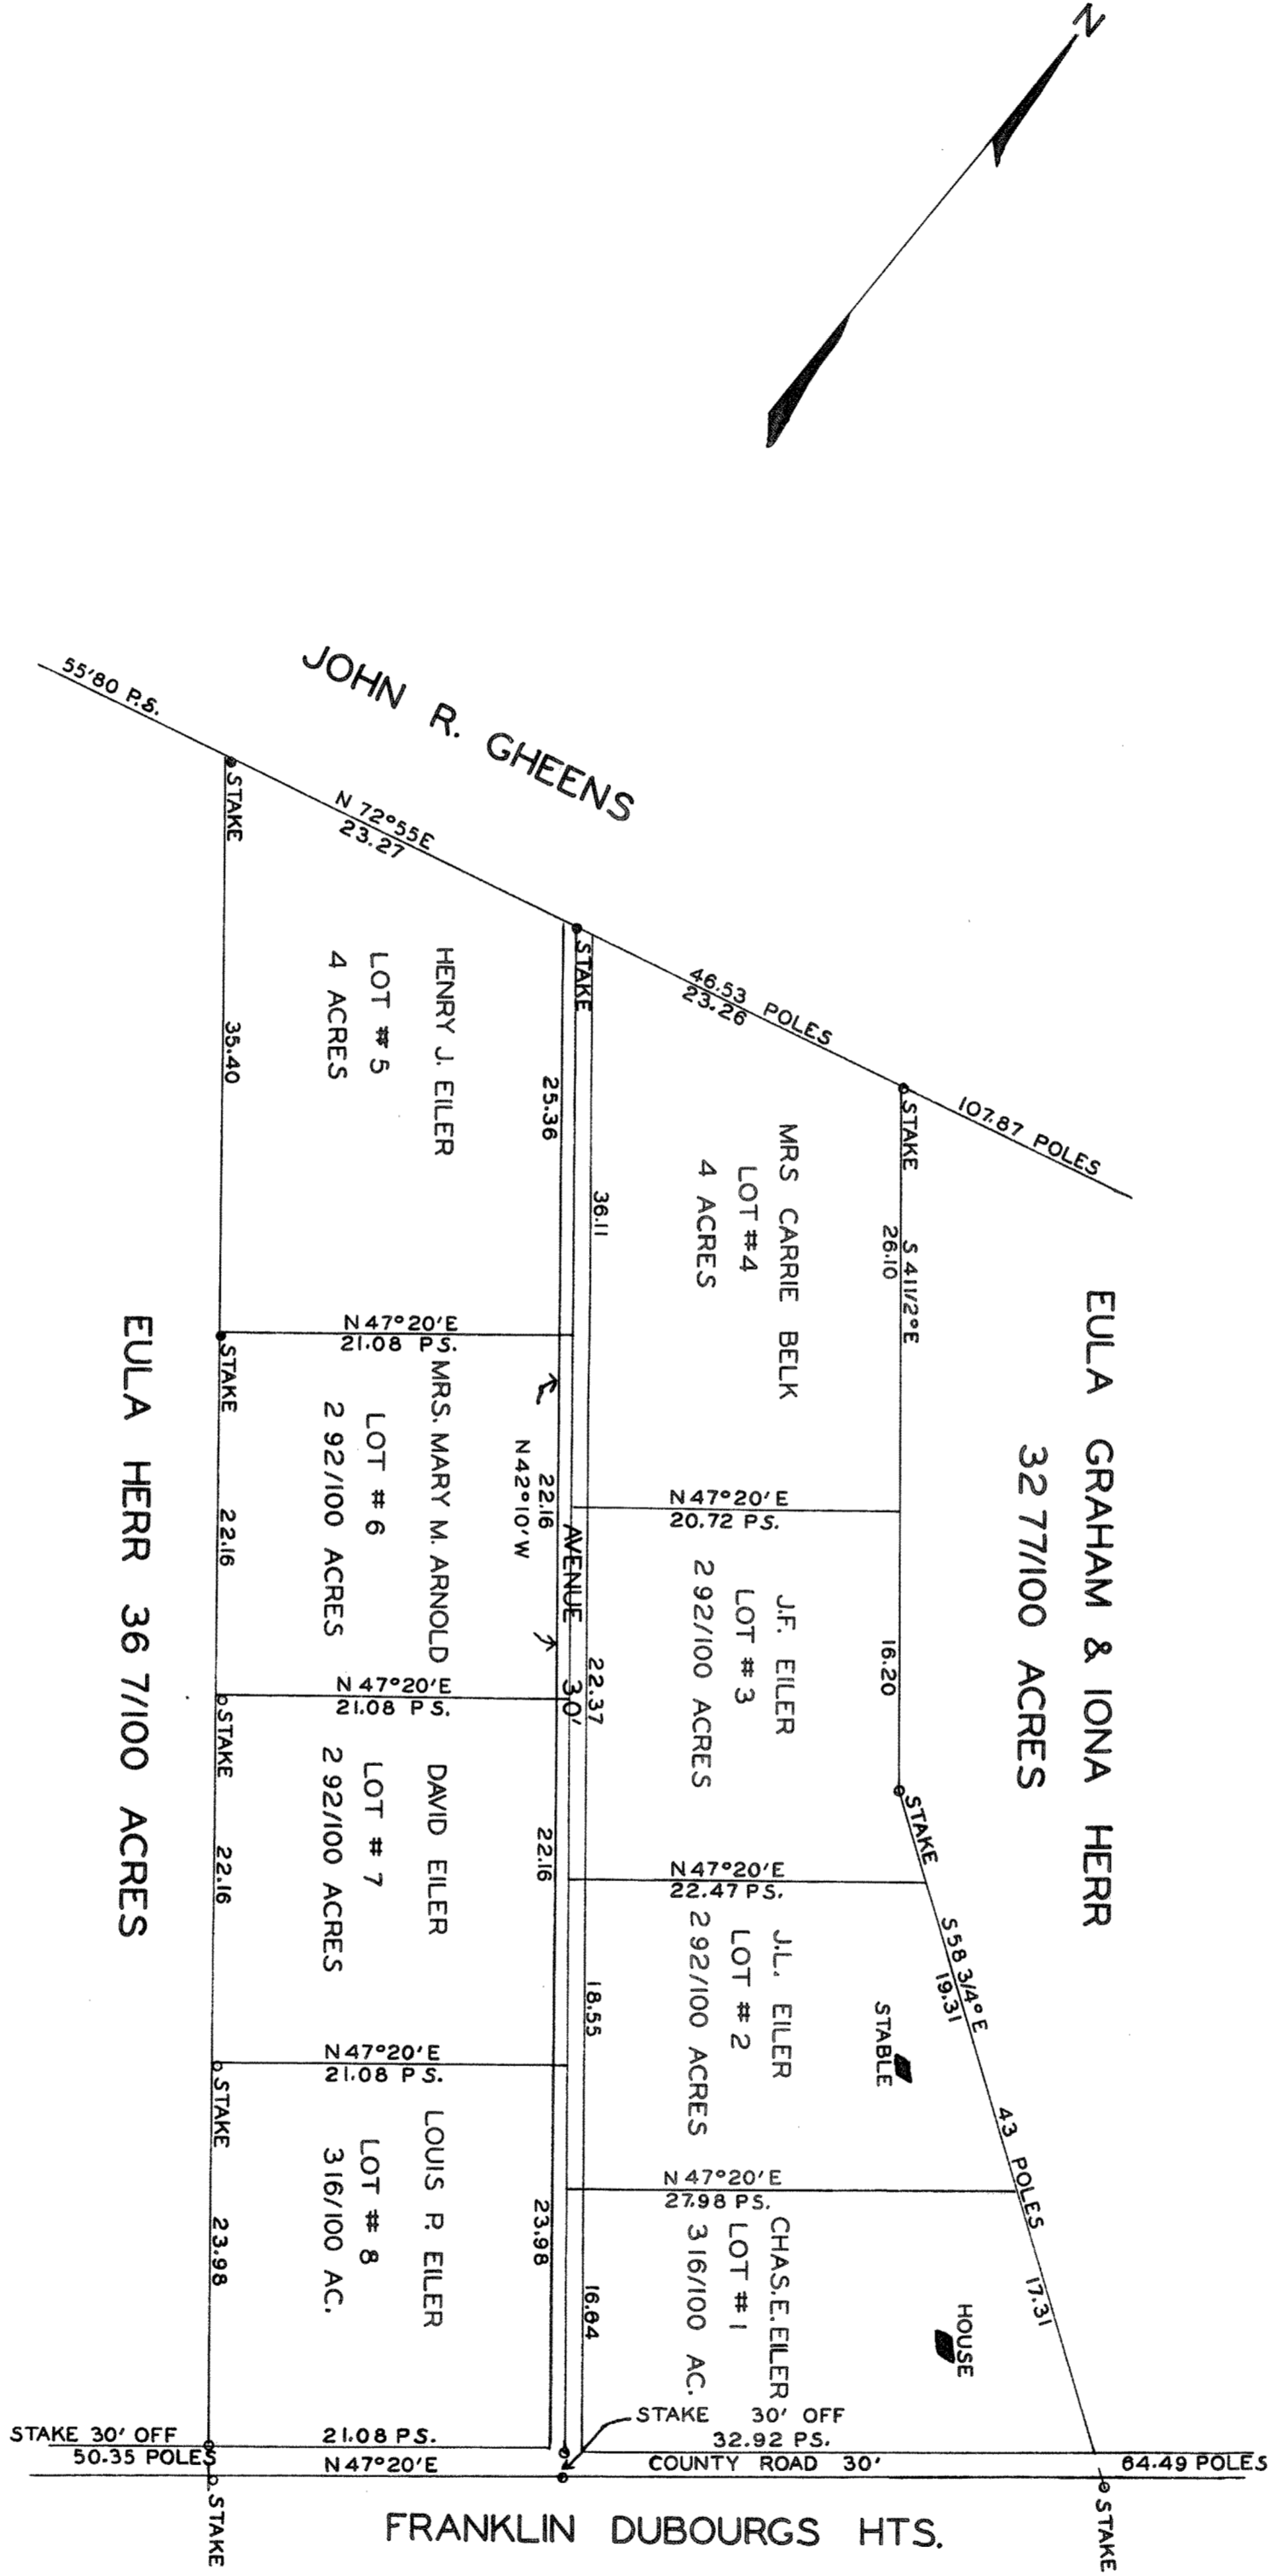 N
JOHN R. GHEENS
55'80 P.S.
STAKE
N 72°55E
23.27
STAKE
46.53 POLES
23.26
STAKE
107.87 POLES
HENRY J. EILER
LOT #5
4 ACRES
35.40
25.36
36.11
MRS CARRIE BELK
LOT #4
4 ACRES
S 41 1/2°E
26.10
EULA GRAHAM & IONA HERR
32 77/100 ACRES
N47°20'E
21.08 PS.
STAKE
MRS. MARY M. ARNOLD
LOT #6
2 92/100 ACRES
22.16
22.16
N42°10'W
AVENUE 30'
N47°20'E
20.72 PS.
J.F. EILER
LOT #3
2 92/100 ACRES
22.37
16.20
STAKE
EULA HERR 36 7/100 ACRES
N 47°20'E
21.08 PS.
STAKE
DAVID EILER
LOT #7
2 92/100 ACRES
22.16
22.16
N47°20'E
22.47 PS.
J.L. EILER
LOT #2
2 92/100 ACRES
18.55
S 58 3/4°E
19.31
STABLE
43 POLES
N47°20'E
21.08 PS.
STAKE
LOUIS P. EILER
LOT #8
3 16/100 AC.
23.98
23.98
N47°20'E
27.98 PS.
CHAS. E. EILER
LOT #1
3 16/100 AC.
17.31
HOUSE
STAKE 30' OFF
50.35 POLES
21.08 PS.
N47°20'E
STAKE 30' OFF
32.92 PS.
COUNTY ROAD 30'
64.49 POLES
STAKE
STAKE
FRANKLIN DUBOURGS HTS.